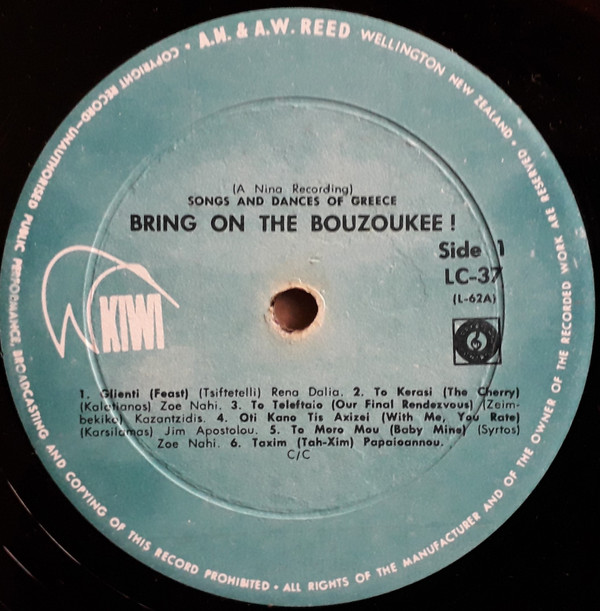 A.H. & A.W. REED WELLINGTON NEW ZEALAND • ALL RIGHTS OF THE MANUFACTURER AND OF THE OWNER OF THE RECORDED WORK ARE RESERVED •
COPYRIGHT RECORD—UNAUTHORISED PUBLIC PERFORMANCE, BROADCASTING AND COPYING OF THIS RECORD PROHIBITED •
(A Nina Recording)
SONGS AND DANCES OF GREECE
BRING ON THE BOUZOUKEE !
Side 1
LC-37
(L-62A)
KIWI
1. Glienti (Feast) (Tsiftetelli) Rena Dalia. 2. To Kerasi (The Cherry)
(Kalatianos) Zoe Nahi. 3. To Teleftaio (Our Final Rendezvous) (Zeim-
bekiko) Kazantzidis. 4. Oti Kano Tis Axizei (With Me, You Rate)
(Karsilamas) Jim Apostolou. 5. To Moro Mou (Baby Mine) (Syrtos)
Zoe Nahi. 6. Taxim (Tah-Xim) Papaioannou.
C/C